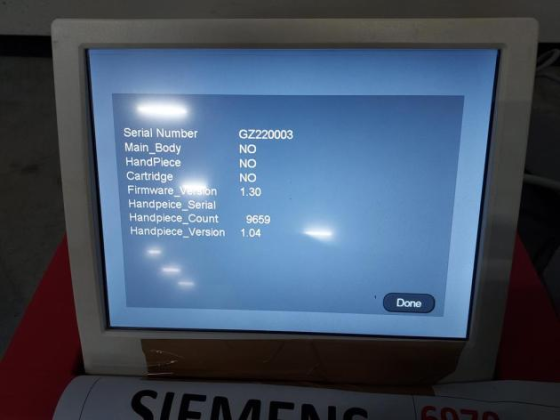 Serial Number GZ220003
Main_Body NO
HandPiece NO
Cartridge NO
Firmware_Version 1.30
Handpeice_Serial
Handpiece_Count 9659
Handpiece_Version 1.04
Done
SIEMENS